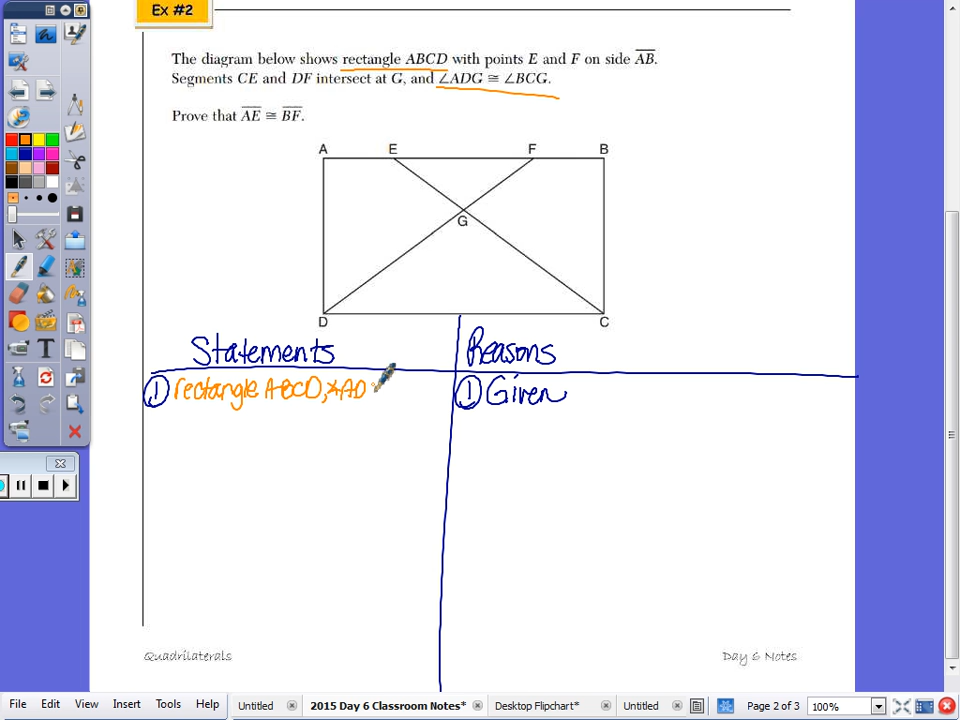 Ex #2
The diagram below shows rectangle ABCD with points E and F on side AB.
Segments CE and DF intersect at G, and ∠ADG ≅ ∠BCG.
Prove that AE ≅ BF.
A E F B
G
D C
Statements Reasons
① rectangle ABCD, ∠AD ① Given
Quadrilaterals Day 6 Notes
File Edit View Insert Tools Help Untitled 2015 Day 6 Classroom Notes* Desktop Flipchart* Untitled Page 2 of 3 100%